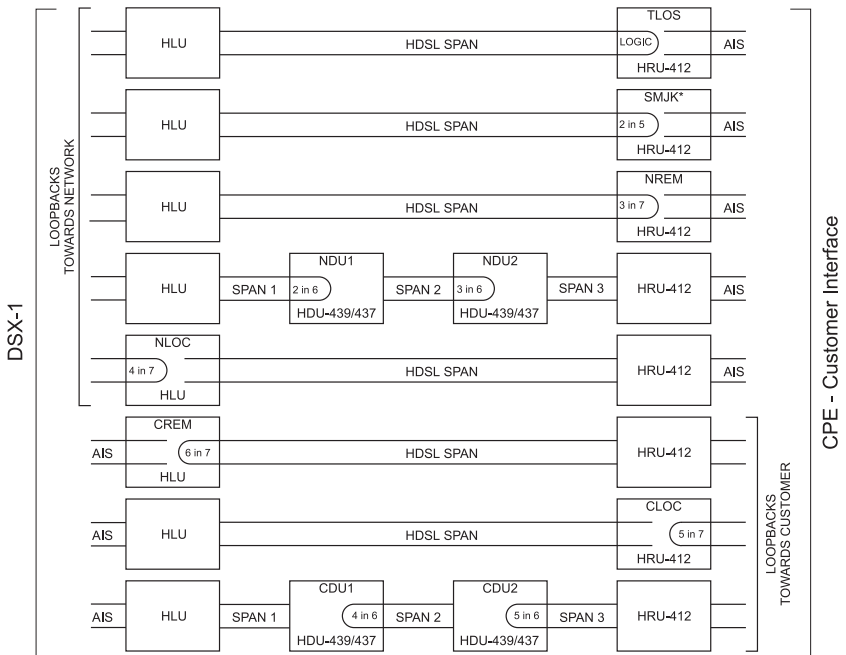 DSX-1
LOOPBACKS
TOWARDS NETWORK
HLU
HDSL SPAN
TLOS
LOGIC
HRU-412
AIS
HLU
HDSL SPAN
SMJK*
2 in 5
HRU-412
AIS
HLU
HDSL SPAN
NREM
3 in 7
HRU-412
AIS
HLU
SPAN 1
NDU1
2 in 6
HDU-439/437
SPAN 2
NDU2
3 in 6
HDU-439/437
SPAN 3
HRU-412
AIS
NLOC
4 in 7
HLU
HDSL SPAN
HRU-412
AIS
AIS
CREM
6 in 7
HLU
HDSL SPAN
HRU-412
AIS
HLU
HDSL SPAN
CLOC
5 in 7
HRU-412
AIS
HLU
SPAN 1
CDU1
4 in 6
HDU-439/437
SPAN 2
CDU2
5 in 6
HDU-439/437
SPAN 3
HRU-412
LOOPBACKS
TOWARDS CUSTOMER
CPE - Customer Interface